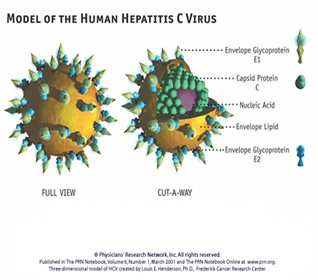 MODEL OF THE HUMAN HEPATITIS C VIRUS
Envelope Glycoprotein
E1
Capsid Protein
C
Nucleic Acid
Envelope Lipid
Envelope Glycoprotein
E2
FULL VIEW
CUT-A-WAY
© Physicians' Research Network, Inc. All rights reserved.
Published in The PRN Notebook, Volume 6, Number 1, March 2001 and The PRN Notebook Online at www.prn.org.
Three-dimensional model of HCV created by Louis E. Henderson, Ph.D., Frederick Cancer Research Center.